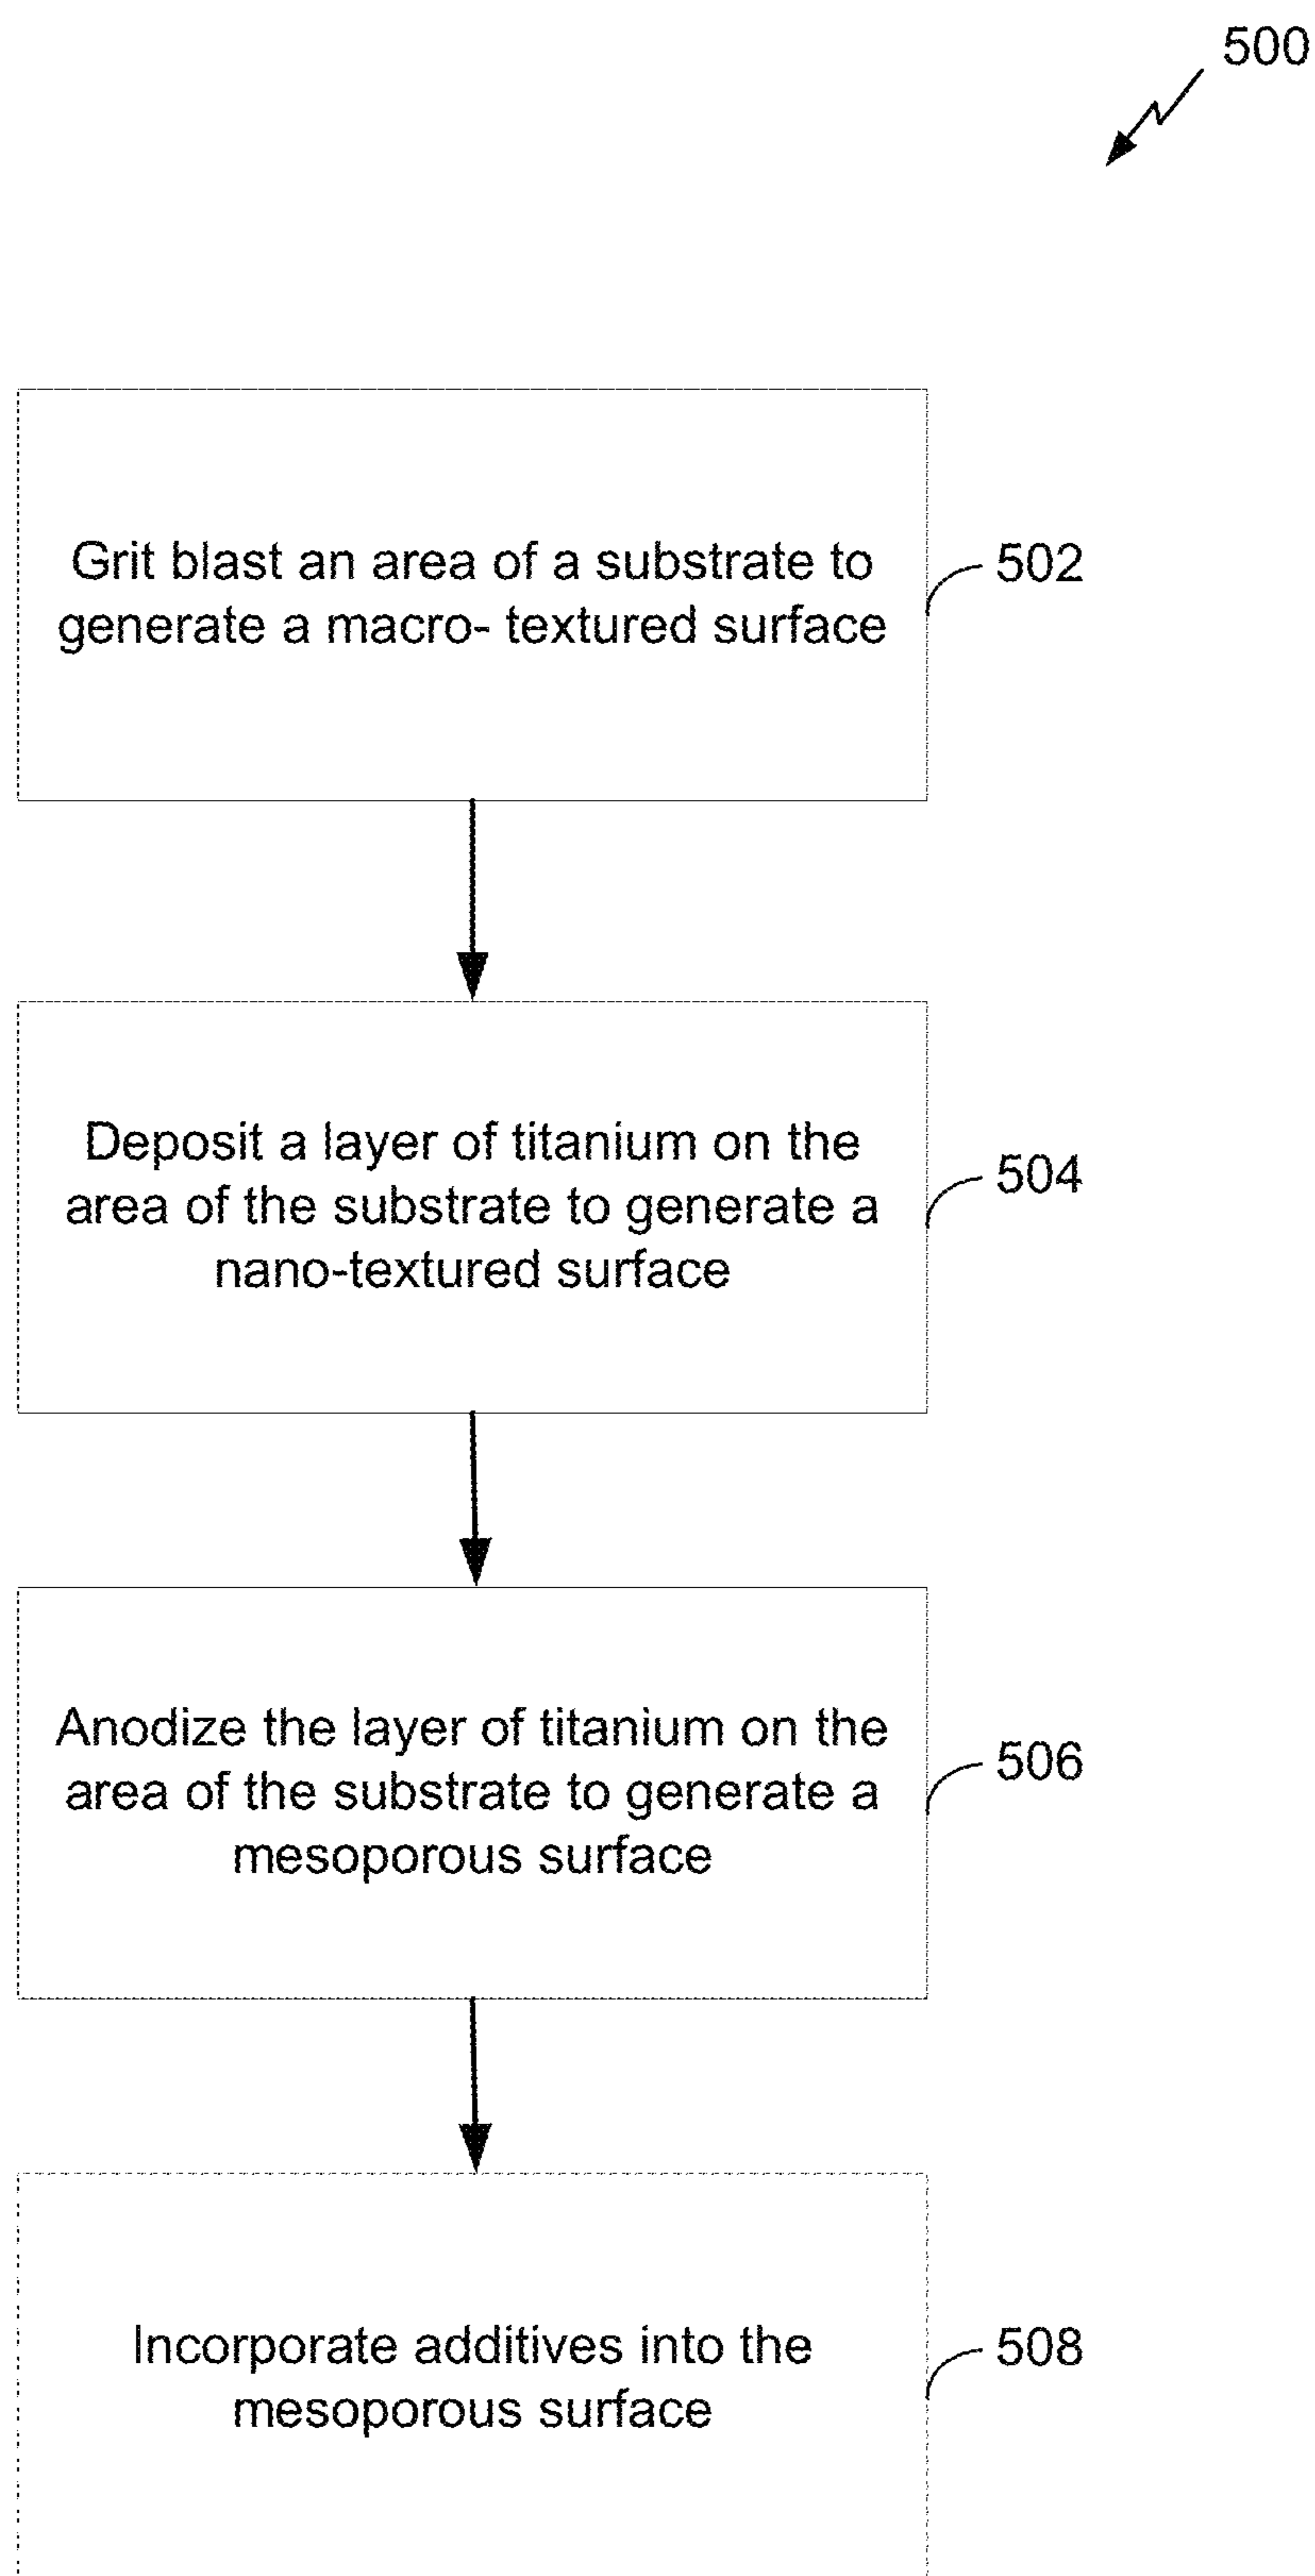 500
Grit blast an area of a substrate to
generate a macro- textured surface
502
Deposit a layer of titanium on the
area of the substrate to generate a
nano-textured surface
504
Anodize the layer of titanium on the
area of the substrate to generate a
mesoporous surface
506
Incorporate additives into the
mesoporous surface
508